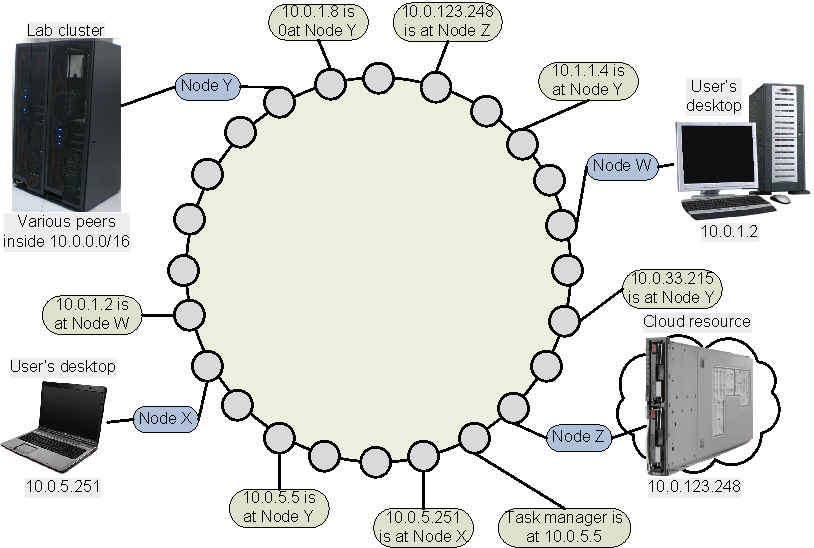 Lab cluster
10.0.1.8 is
0at Node Y
10.0.123.248
is at Node Z
Node Y
10.1.1.4 is
at Node Y
User's
desktop
Node W
10.0.1.2
Various peers
inside 10.0.0.0/16
10.0.1.2 is
at Node W
10.0.33.215
is at Node Y
Cloud resource
User's desktop
Node X
Node Z
10.0.5.251
10.0.123.248
10.0.5.5 is
at Node Y
10.0.5.251
is at Node X
Task manager is
at 10.0.5.5